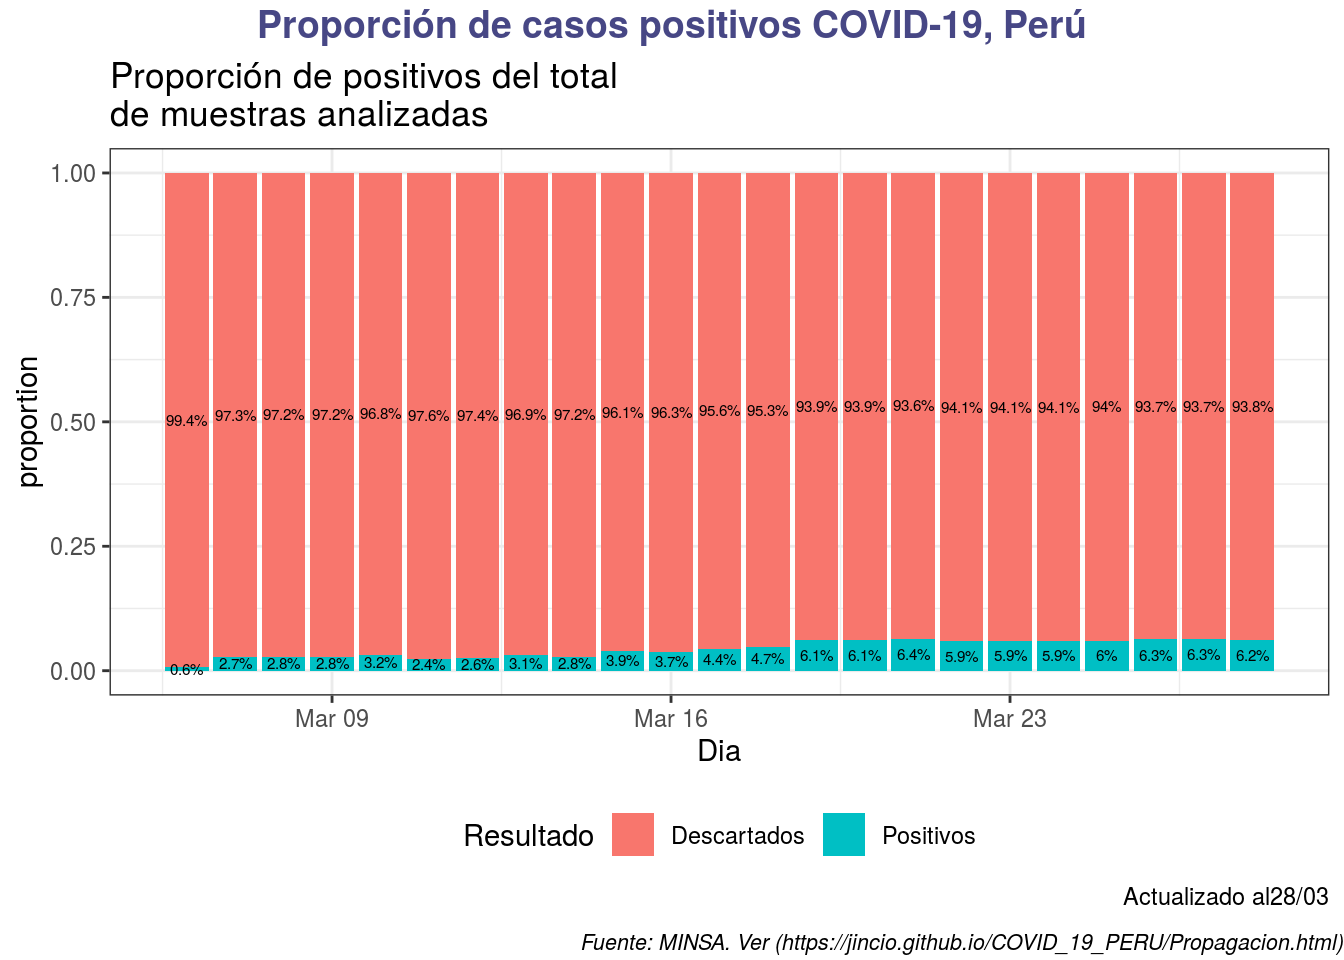 Proporción de casos positivos COVID-19, Perú
Proporción de positivos del total
de muestras analizadas
1.00
0.75
0.50
0.25
0.00
proportion
99.4% 97.3% 97.2% 97.2% 96.8% 97.6% 97.4% 96.9% 97.2% 96.1% 96.3% 95.6% 95.3% 93.9% 93.9% 93.6% 94.1% 94.1% 94.1% 94% 93.7% 93.7% 93.8%
0.6% 2.7% 2.8% 2.8% 3.2% 2.4% 2.6% 3.1% 2.8% 3.9% 3.7% 4.4% 4.7% 6.1% 6.1% 6.4% 5.9% 5.9% 5.9% 6% 6.3% 6.3% 6.2%
Mar 09 Mar 16 Mar 23
Dia
Resultado Descartados Positivos
Actualizado al28/03
Fuente: MINSA. Ver (https://jincio.github.io/COVID_19_PERU/Propagacion.html)